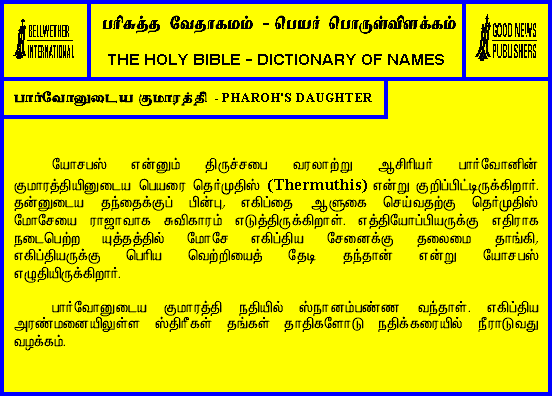 BELLWETHER
INTERNATIONAL
பரிசுத்த வேதாகமம் - பெயர் பொருள்விளக்கம்
THE HOLY BIBLE - DICTIONARY OF NAMES
GOOD NEWS
PUBLISHERS
பார்வோனுடைய குமாரத்தி - PHAROH'S DAUGHTER
யோசபஸ் என்னும் திருச்சபை வரலாற்று ஆசிரியர் பார்வோனின்
குமாரத்தியினுடைய பெயரை தெர்முதிஸ் (Thermuthis) என்று குறிப்பிட்டிருக்கிறார்.
தன்னுடைய தந்தைக்குப் பின்பு, எகிப்தை ஆளுகை செய்வதற்கு தெர்முதிஸ்
மோசேயை ராஜாவாக சுவிகாரம் எடுத்திருக்கிறாள். எத்தியோப்பியருக்கு எதிராக
நடைபெற்ற யுத்தத்தில் மோசே எகிப்திய சேனைக்கு தலைமை தாங்கி,
எகிப்தியருக்கு பெரிய வெற்றியைத் தேடி தந்தான் என்று யோசபஸ்
எழுதியிருக்கிறார்.
பார்வோனுடைய குமாரத்தி நதியில் ஸ்நானம்பண்ண வந்தாள். எகிப்திய
அரண்மனையிலுள்ள ஸ்திரீகள் தங்கள் தாதிகளோடு நதிக்கரையில் நீராடுவது
வழக்கம்.